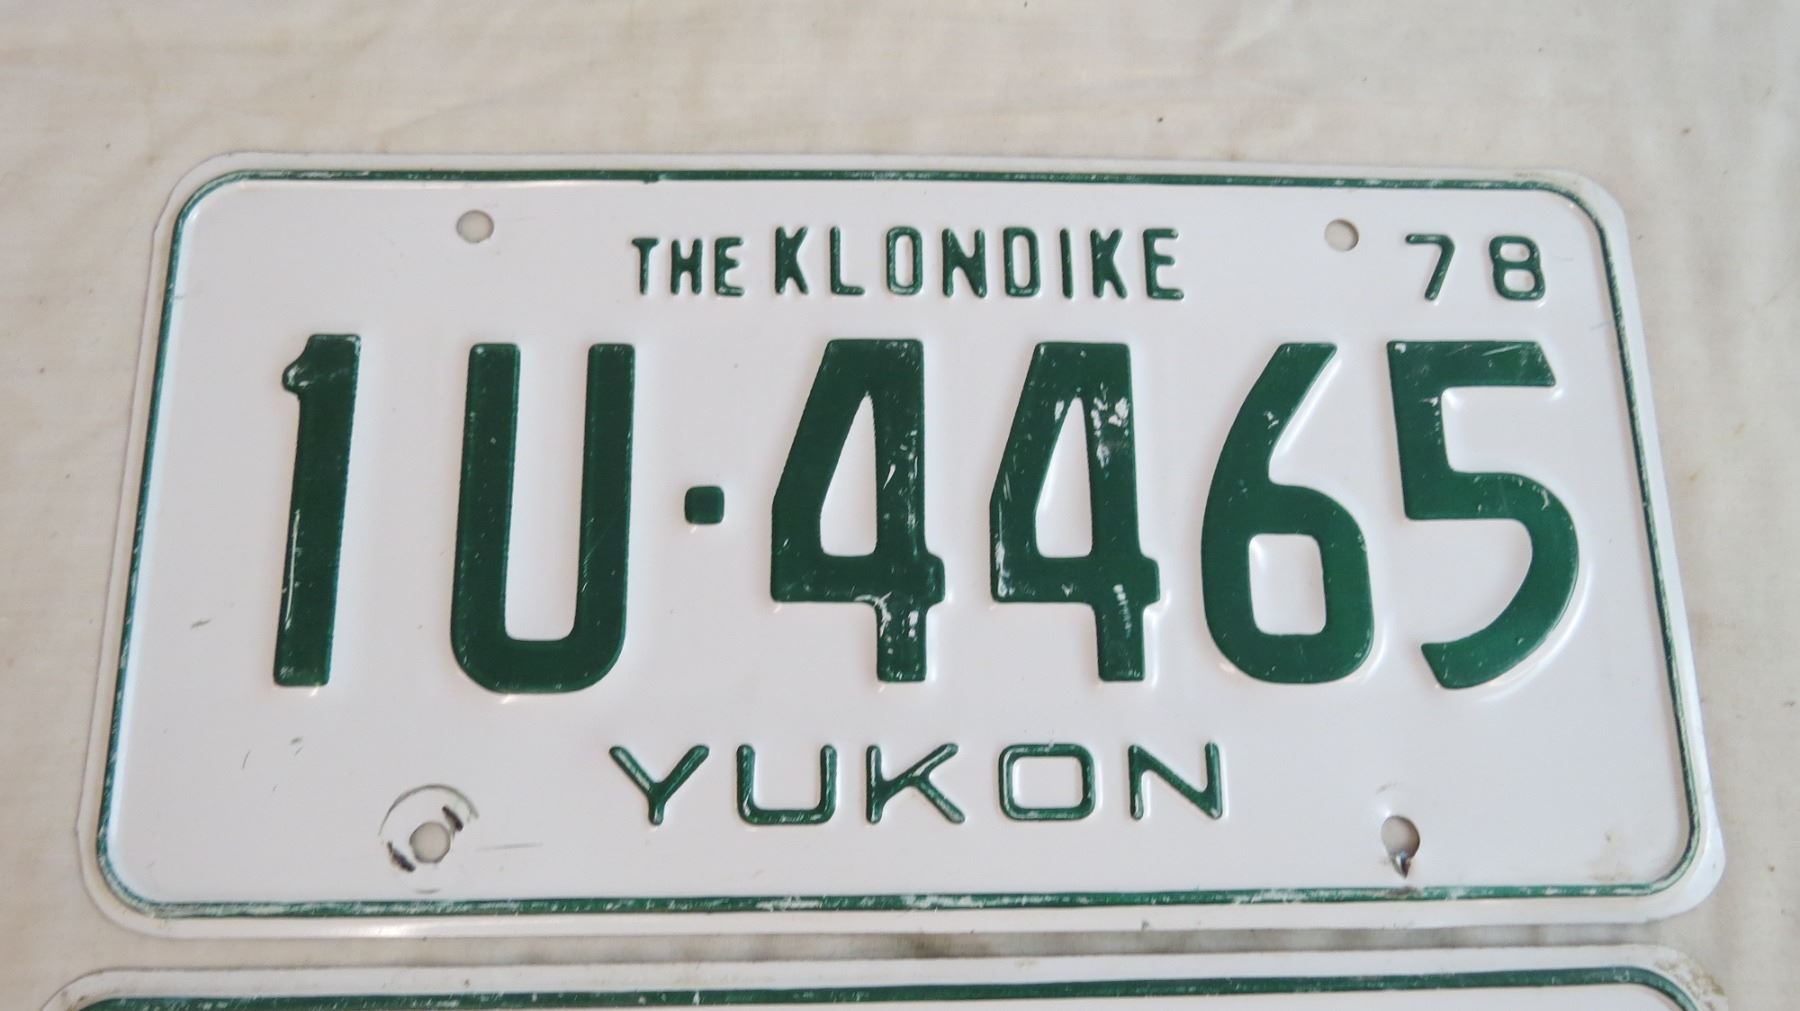 THE KLONDIKE 78
1U·4465
YUKON